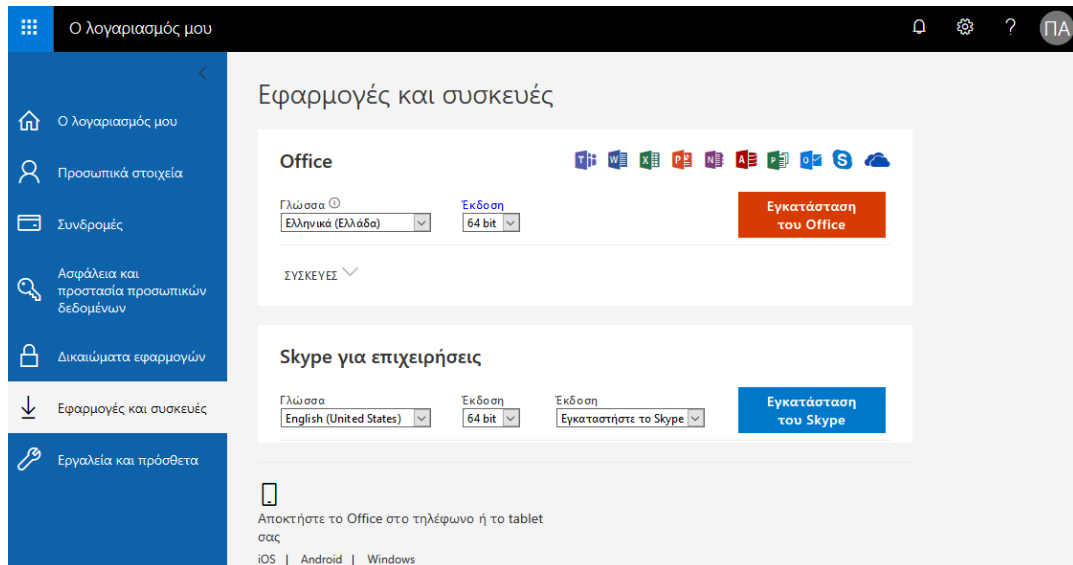 Ο λογαριασμός μου
?
ΠΑ
Ο λογαριασμός μου
Προσωπικά στοιχεία
Συνδρομές
Ασφάλεια και
προστασία προσωπικών
δεδομένων
Δικαιώματα εφαρμογών
Εφαρμογές και συσκευές
Εργαλεία και πρόσθετα
Εφαρμογές και συσκευές
Office
Γλώσσα Έκδοση
Ελληνικά (Ελλάδα) 64 bit
Εγκατάσταση
του Office
ΣΥΣΚΕΥΕΣ
Skype για επιχειρήσεις
Γλώσσα Έκδοση Έκδοση
English (United States) 64 bit Εγκαταστήστε το Skype
Εγκατάσταση
του Skype
Αποκτήστε το Office στο τηλέφωνο ή το tablet
σας
iOS | Android | Windows